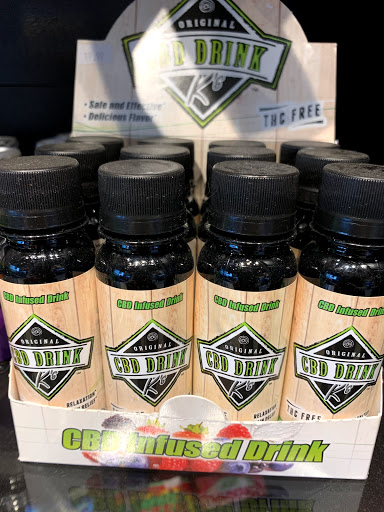 ORIGINAL
CBD DRINK
K's
• Safe and Effective*
• Delicious Flavor*
THC FREE
CBD Infused Drink
ORIGINAL
CBD DRINK
K's
RELAXATION
CBD Infused Drink
ORIGINAL
CBD DRINK
K's
CBD Infused Drink
ORIGINAL
CBD DRINK
K's
RELAXATION
CBD Infused Drink
ORIGINAL
CBD DRINK
K's
THC FREE
CBD Infused Drink